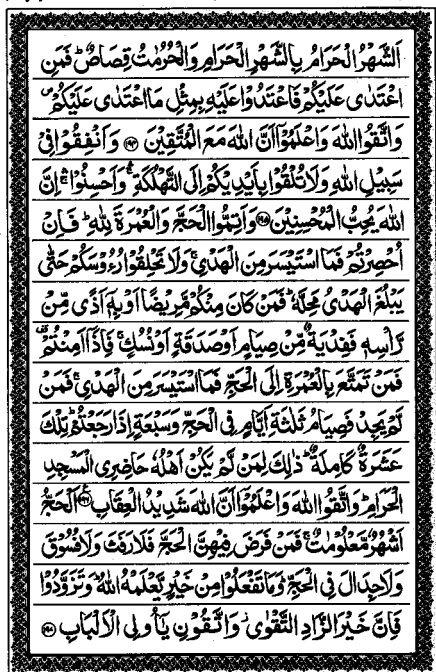 اَلشَّهْرُ الْحَرَامُ بِالشَّهْرِ الْحَرَامِ وَالْحُرُمٰتُ قِصَاصٌ ؕ فَمَنِ
اعْتَدٰى عَلَيْكُمْ فَاعْتَدُوْا عَلَيْهِ بِمِثْلِ مَا اعْتَدٰى عَلَيْكُمْ ۪
وَاتَّقُوا اللّٰهَ وَاعْلَمُوْۤا اَنَّ اللّٰهَ مَعَ الْمُتَّقِيْنَ ﴿۱۹۴﴾ وَاَنْفِقُوْا فِيْ
سَبِيْلِ اللّٰهِ وَلَا تُلْقُوْا بِاَيْدِيْكُمْ اِلَى التَّهْلُكَةِ ۛۚ وَاَحْسِنُوْا ۛۚ اِنَّ
اللّٰهَ يُحِبُّ الْمُحْسِنِيْنَ ﴿۱۹۵﴾ وَاَتِمُّوا الْحَجَّ وَالْعُمْرَةَ لِلّٰهِ ؕ فَاِنْ
اُحْصِرْتُمْ فَمَا اسْتَيْسَرَ مِنَ الْهَدْيِ ۚ وَلَا تَحْلِقُوْا رُءُوْسَكُمْ حَتّٰى
يَبْلُغَ الْهَدْيُ مَحِلَّهٗ ؕ فَمَنْ كَانَ مِنْكُمْ مَّرِيْضًا اَوْ بِهٖۤ اَذًى مِّنْ
رَّاْسِهٖ فَفِدْيَةٌ مِّنْ صِيَامٍ اَوْ صَدَقَةٍ اَوْ نُسُكٍ ۚ فَاِذَاۤ اَمِنْتُمْ ۥ
فَمَنْ تَمَتَّعَ بِالْعُمْرَةِ اِلَى الْحَجِّ فَمَا اسْتَيْسَرَ مِنَ الْهَدْيِ ۚ فَمَنْ
لَّمْ يَجِدْ فَصِيَامُ ثَلٰثَةِ اَيَّامٍ فِي الْحَجِّ وَسَبْعَةٍ اِذَا رَجَعْتُمْ ؕ تِلْكَ
عَشَرَةٌ كَامِلَةٌ ؕ ذٰلِكَ لِمَنْ لَّمْ يَكُنْ اَهْلُهٗ حَاضِرِي الْمَسْجِدِ
الْحَرَامِ ؕ وَاتَّقُوا اللّٰهَ وَاعْلَمُوْۤا اَنَّ اللّٰهَ شَدِيْدُ الْعِقَابِ ﴿۱۹۶﴾ اَلْحَجُّ
اَشْهُرٌ مَّعْلُوْمٰتٌ ۚ فَمَنْ فَرَضَ فِيْهِنَّ الْحَجَّ فَلَا رَفَثَ وَلَا فُسُوْقَ
وَلَا جِدَالَ فِي الْحَجِّ ؕ وَمَا تَفْعَلُوْا مِنْ خَيْرٍ يَّعْلَمْهُ اللّٰهُ ؕ وَتَزَوَّدُوْا
فَاِنَّ خَيْرَ الزَّادِ التَّقْوٰى ؗ وَاتَّقُوْنِ يٰۤاُولِي الْاَلْبَابِ ﴿۱۹۷﴾